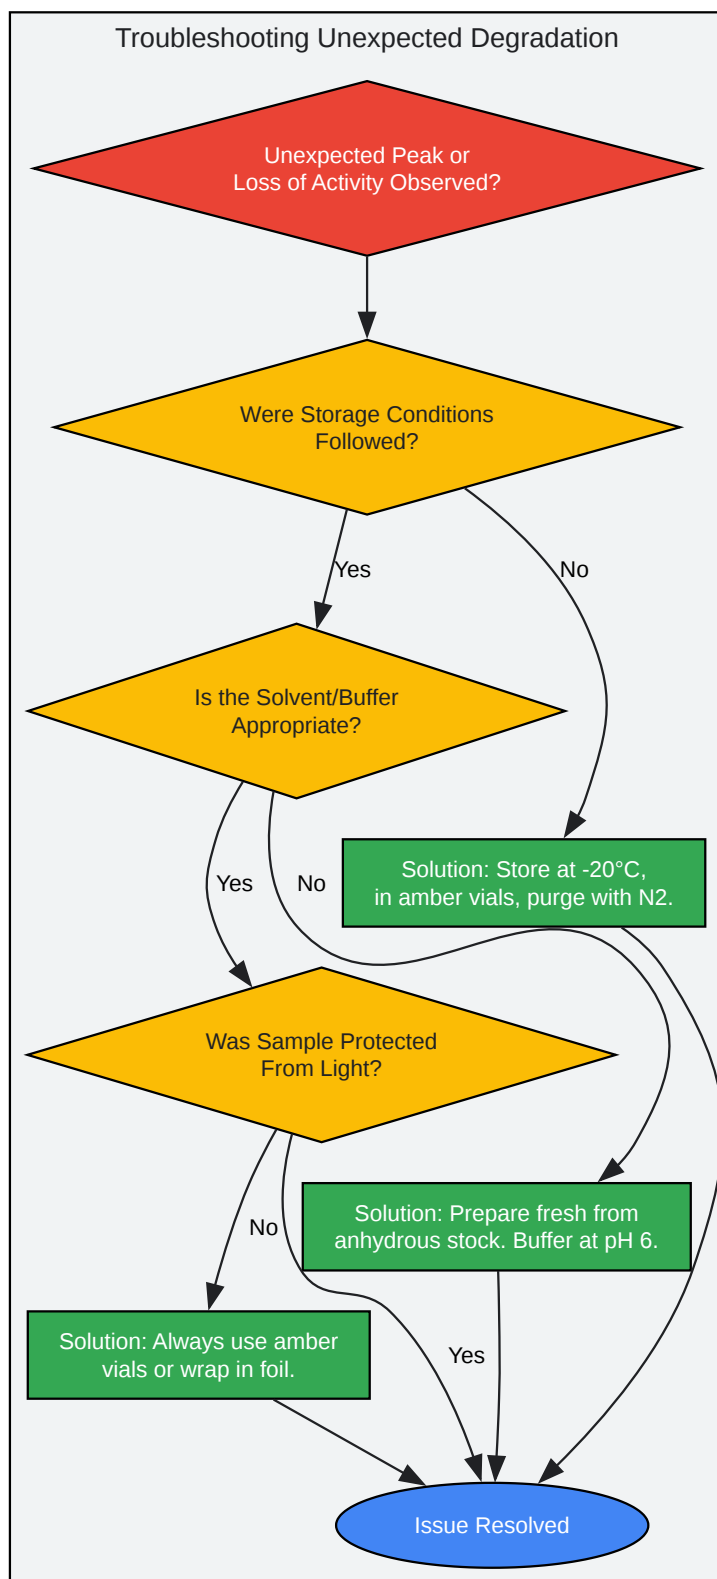 Troubleshooting Unexpected Degradation
Unexpected Peak or
Loss of Activity Observed?
Were Storage Conditions
Followed?
Yes
No
Is the Solvent/Buffer
Appropriate?
Solution: Store at -20°C,
in amber vials, purge with N2.
Yes
No
Was Sample Protected
From Light?
Solution: Prepare fresh from
anhydrous stock. Buffer at pH 6.
No
Solution: Always use amber
vials or wrap in foil.
Yes
Issue Resolved